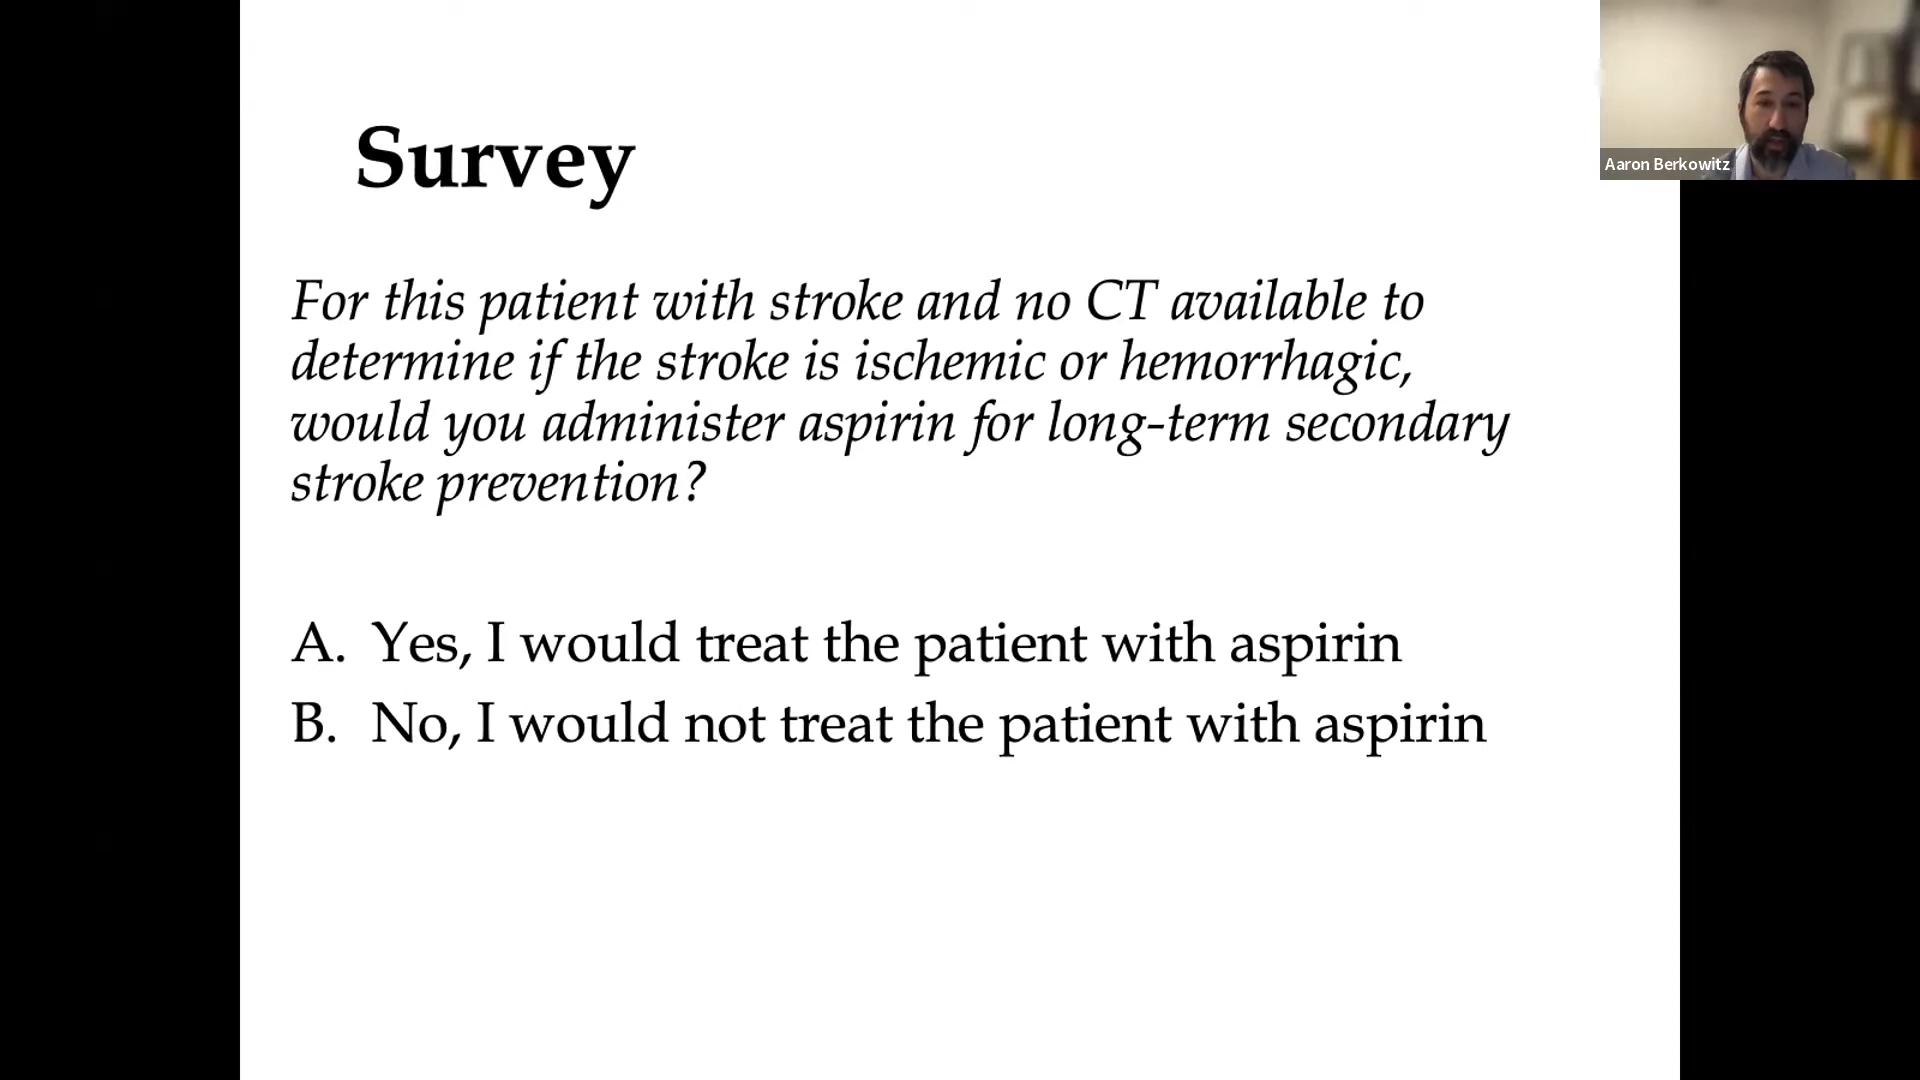 Survey
Aaron Berkowitz
For this patient with stroke and no CT available to
determine if the stroke is ischemic or hemorrhagic,
would you administer aspirin for long-term secondary
stroke prevention?
A. Yes, I would treat the patient with aspirin
B. No, I would not treat the patient with aspirin